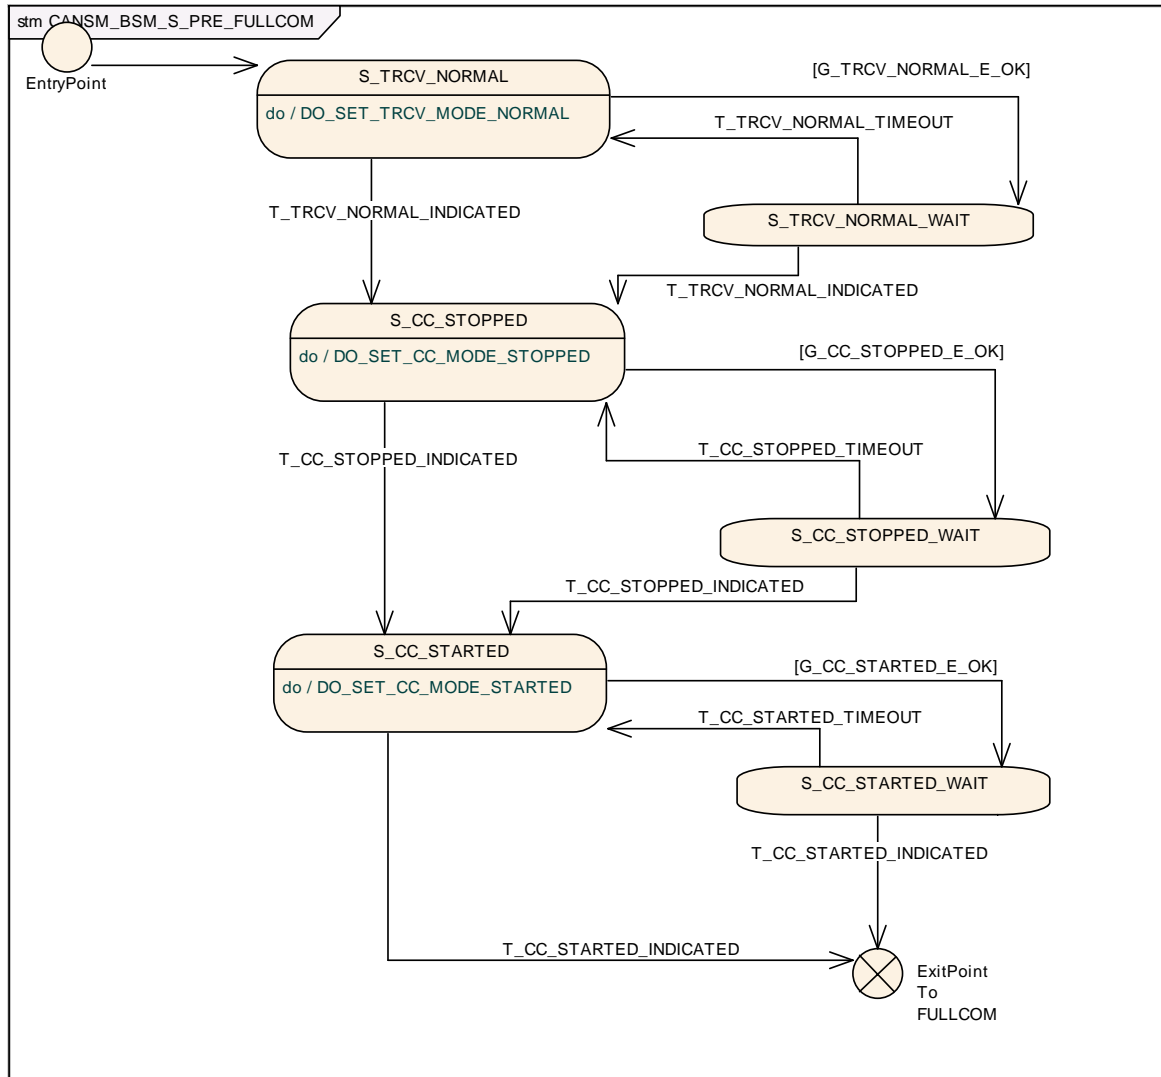 stm CANSM_BSM_S_PRE_FULLCOM
EntryPoint
S_TRCV_NORMAL
do / DO_SET_TRCV_MODE_NORMAL
[G_TRCV_NORMAL_E_OK]
T_TRCV_NORMAL_TIMEOUT
T_TRCV_NORMAL_INDICATED
S_TRCV_NORMAL_WAIT
T_TRCV_NORMAL_INDICATED
S_CC_STOPPED
do / DO_SET_CC_MODE_STOPPED
[G_CC_STOPPED_E_OK]
T_CC_STOPPED_TIMEOUT
T_CC_STOPPED_INDICATED
S_CC_STOPPED_WAIT
T_CC_STOPPED_INDICATED
S_CC_STARTED
do / DO_SET_CC_MODE_STARTED
[G_CC_STARTED_E_OK]
T_CC_STARTED_TIMEOUT
S_CC_STARTED_WAIT
T_CC_STARTED_INDICATED
T_CC_STARTED_INDICATED
ExitPoint
To
FULLCOM